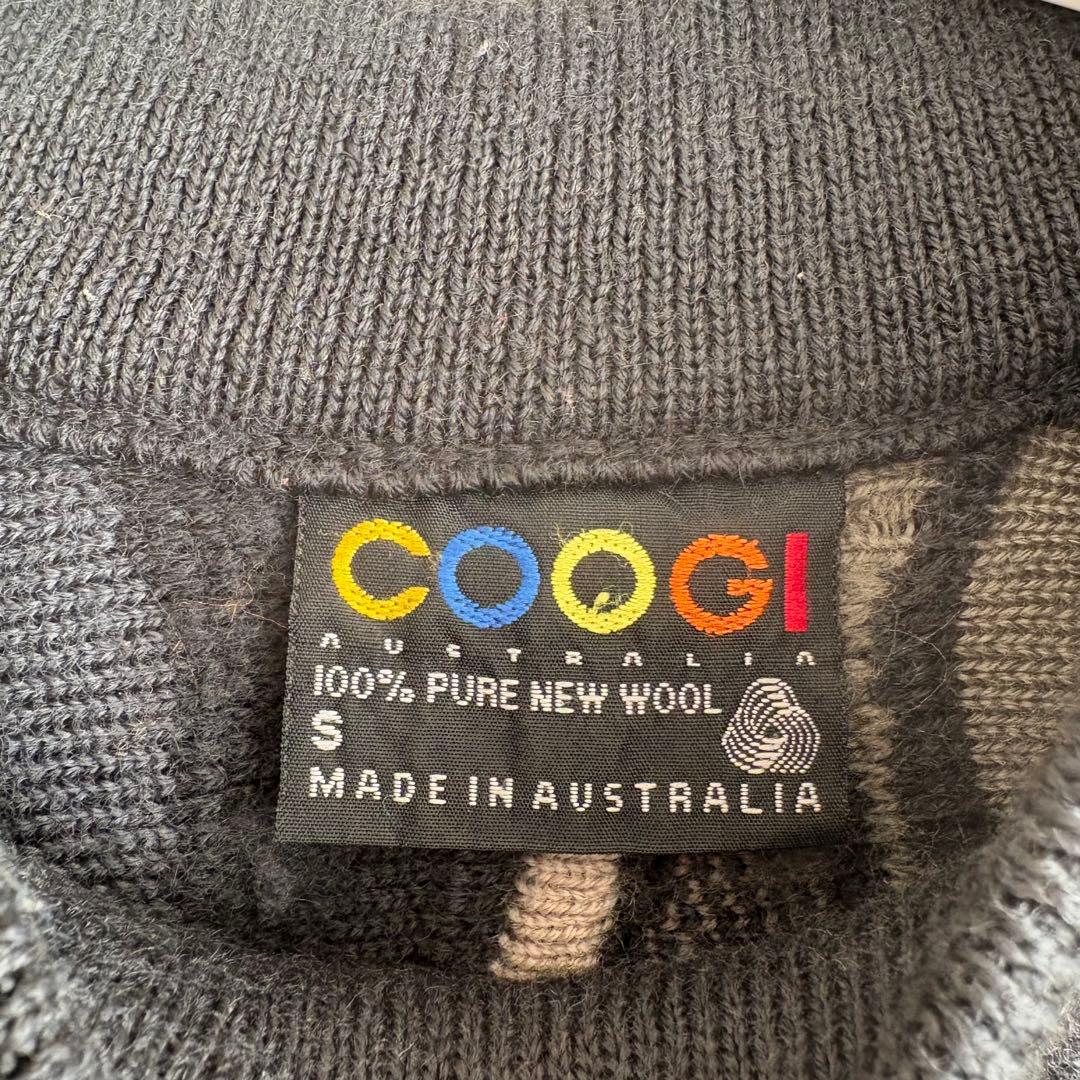 COOGI
AUSTRALIA
100% PURE NEW WOOL
S
MADE IN AUSTRALIA